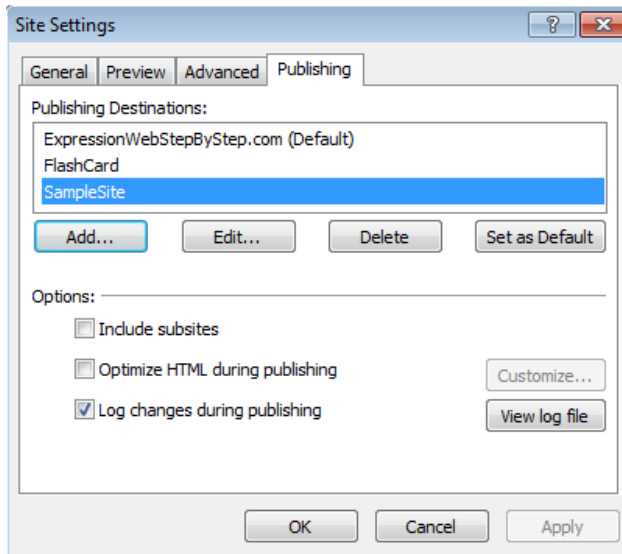 Site Settings
General Preview Advanced Publishing
Publishing Destinations:
ExpressionWebStepByStep.com (Default)
FlashCard
SampleSite
Add... Edit... Delete Set as Default
Options:
Include subsites
Optimize HTML during publishing
Customize...
Log changes during publishing
View log file
OK Cancel Apply